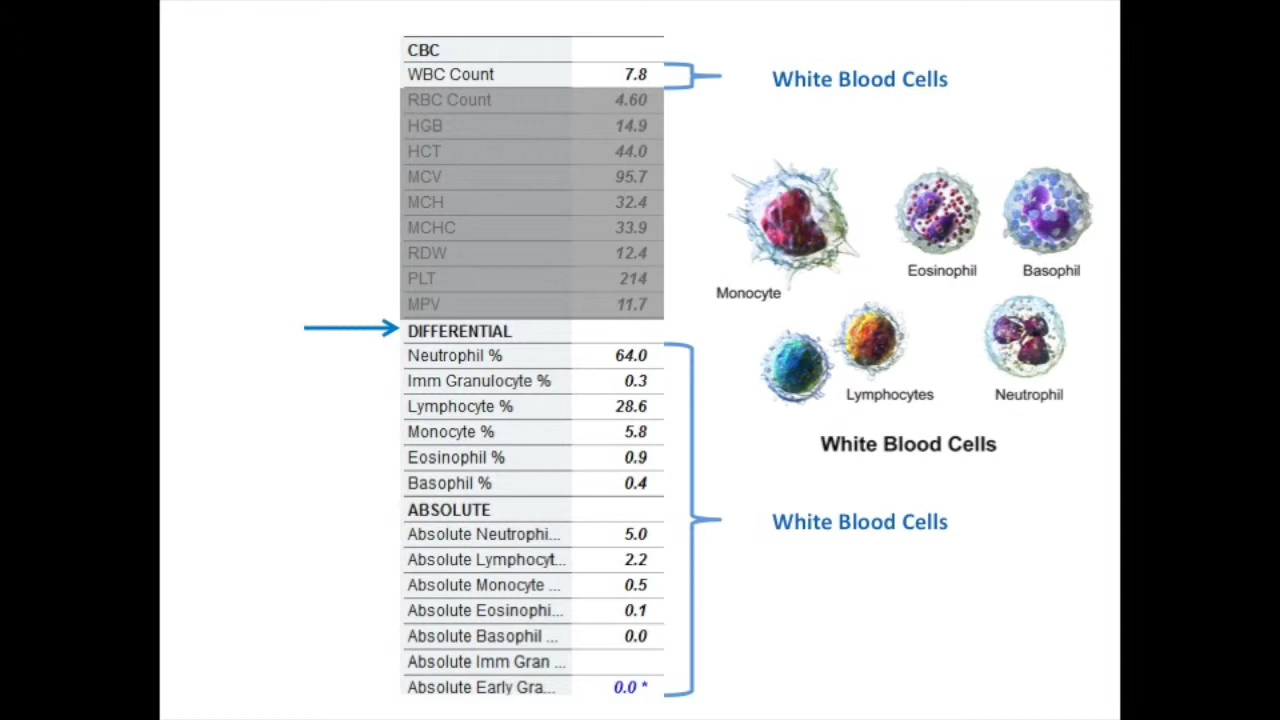 CBC
WBC Count 7.8
White Blood Cells
RBC Count 4.60
HGB 14.9
HCT 44.0
MCV 95.7
MCH 32.4
MCHC 33.9
RDW 12.4
PLT 214
MPV 11.7
Monocyte
Eosinophil
Basophil
Lymphocytes
Neutrophil
White Blood Cells
DIFFERENTIAL
Neutrophil % 64.0
Imm Granulocyte % 0.3
Lymphocyte % 28.6
Monocyte % 5.8
Eosinophil % 0.9
Basophil % 0.4
ABSOLUTE
Absolute Neutrophi... 5.0
Absolute Lymphocyt... 2.2
Absolute Monocyte ... 0.5
Absolute Eosinophi... 0.1
Absolute Basophil ... 0.0
Absolute Imm Gran ...
Absolute Early Gra... 0.0 *
White Blood Cells